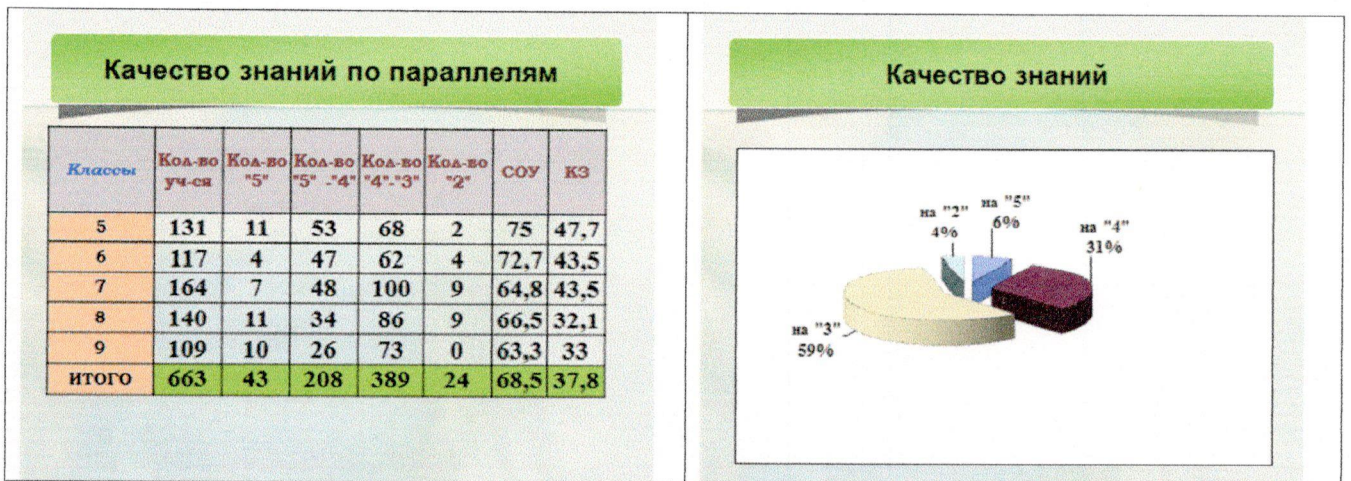 Качество знаний по параллелям
Классы Кол-во уч-ся Кол-во "5" Кол-во "5" -"4" Кол-во "4"-"3" Кол-во "2" СОУ КЗ
5 131 11 53 68 2 75 47,7
6 117 4 47 62 4 72,7 43,5
7 164 7 48 100 9 64,8 43,5
8 140 11 34 86 9 66,5 32,1
9 109 10 26 73 0 63,3 33
ИТОГО 663 43 208 389 24 68,5 37,8
Качество знаний
на "2"
4%
на "5"
6%
на "4"
31%
на "3"
59%